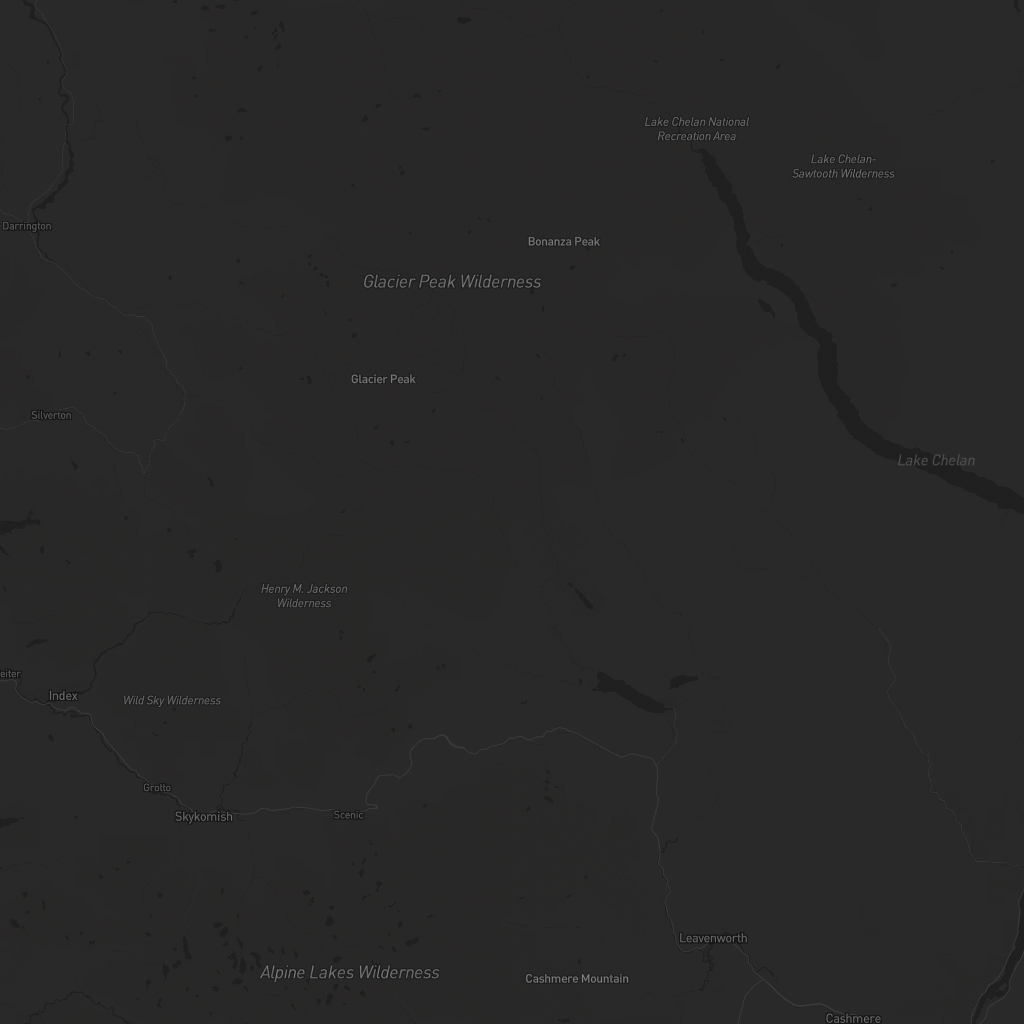 Lake Chelan National
Recreation Area
Lake Chelan-
Sawtooth Wilderness
Darrington
Bonanza Peak
Glacier Peak Wilderness
Glacier Peak
Silverton
Lake Chelan
Henry M. Jackson
Wilderness
eiter
Index
Wild Sky Wilderness
Grotto
Skykomish
Scenic
Leavenworth
Alpine Lakes Wilderness
Cashmere Mountain
Cashmere